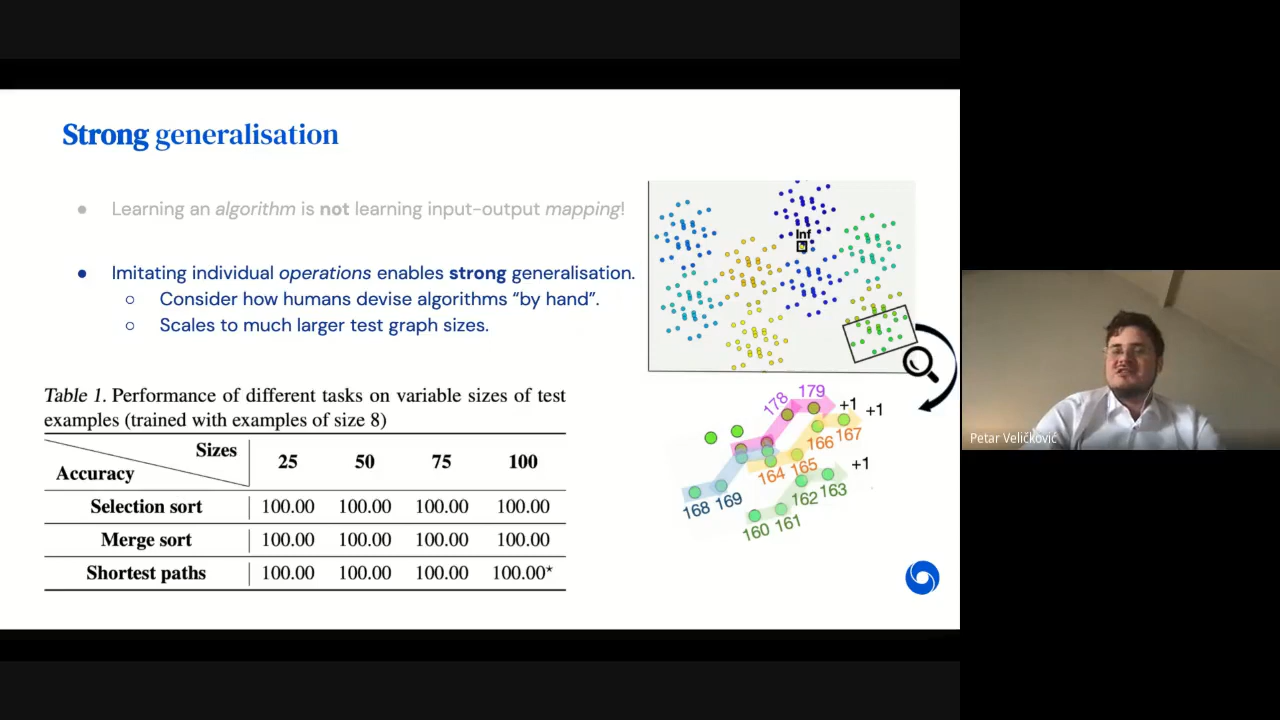 Strong generalisation
● Learning an algorithm is not learning input-output mapping!
● Imitating individual operations enables strong generalisation.
○ Consider how humans devise algorithms “by hand”.
○ Scales to much larger test graph sizes.
Table 1. Performance of different tasks on variable sizes of test
examples (trained with examples of size 8)
Sizes
Accuracy
25 50 75 100
Selection sort 100.00 100.00 100.00 100.00
Merge sort 100.00 100.00 100.00 100.00
Shortest paths 100.00 100.00 100.00 100.00*
Inf
178 179 +1 +1
166 167
164 165 +1
168 169 162 163
160 161
Petar Veličković